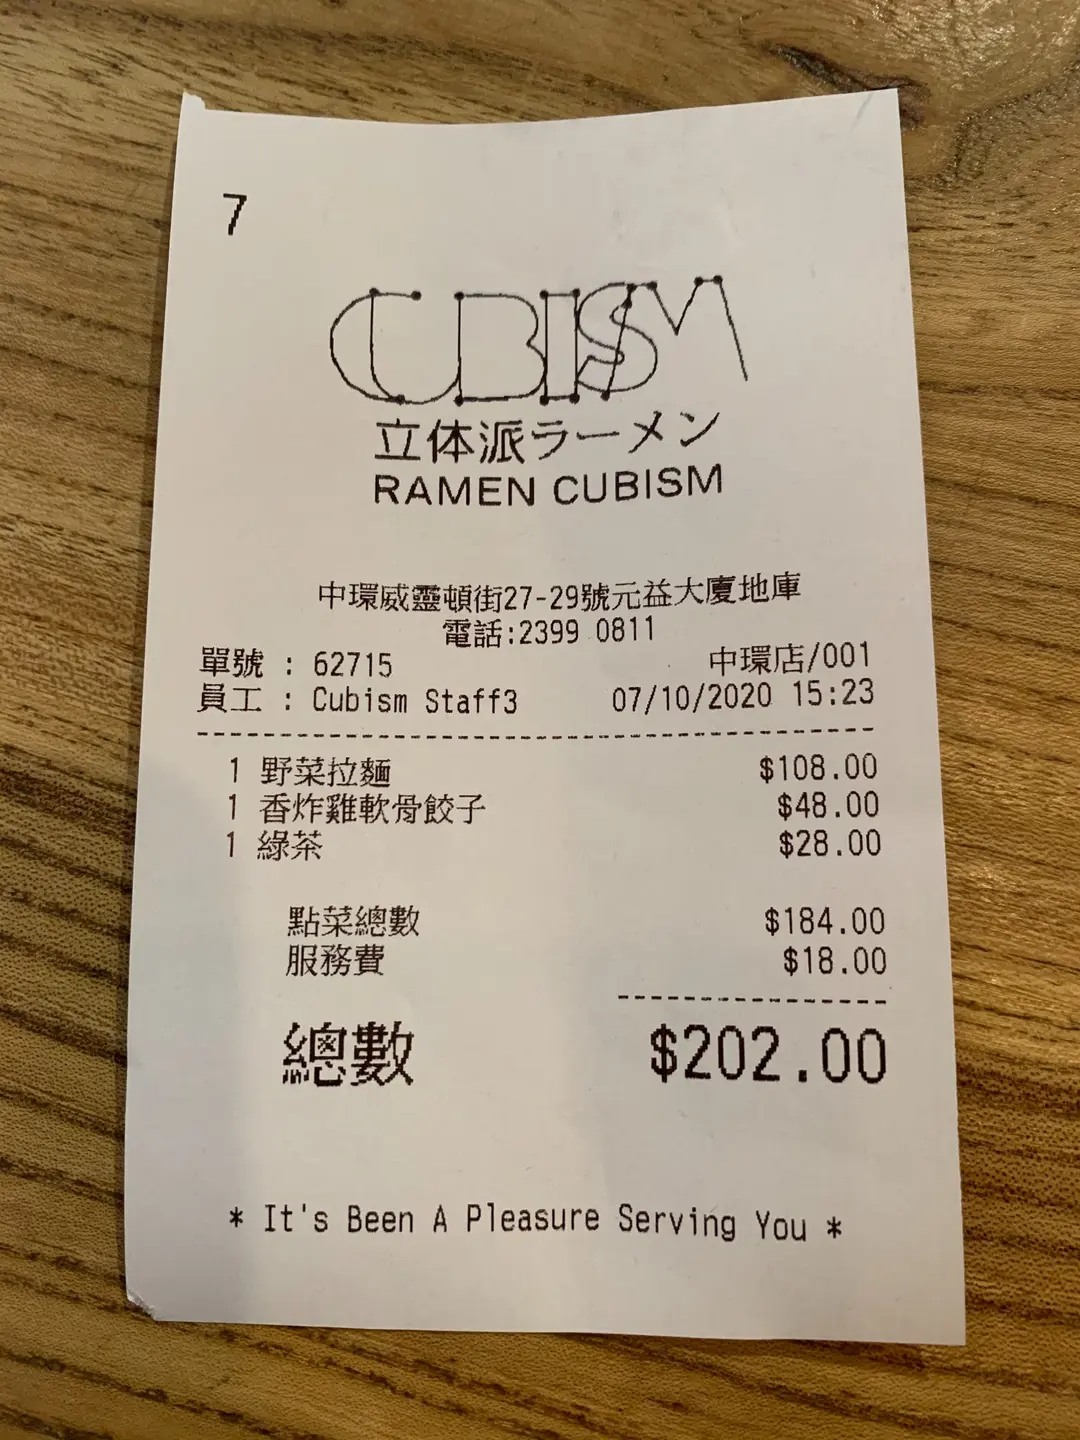 7
CUBISM
立体派ラーメン
RAMEN CUBISM
中環威靈頓街27-29號元益大廈地庫
電話:2399 0811
單號 : 62715 中環店/001
員工 : Cubism Staff3 07/10/2020 15:23
1 野菜拉麵 $108.00
1 香炸雞軟骨餃子 $48.00
1 綠茶 $28.00
點菜總數 $184.00
服務費 $18.00
總數 $202.00
* It's Been A Pleasure Serving You *